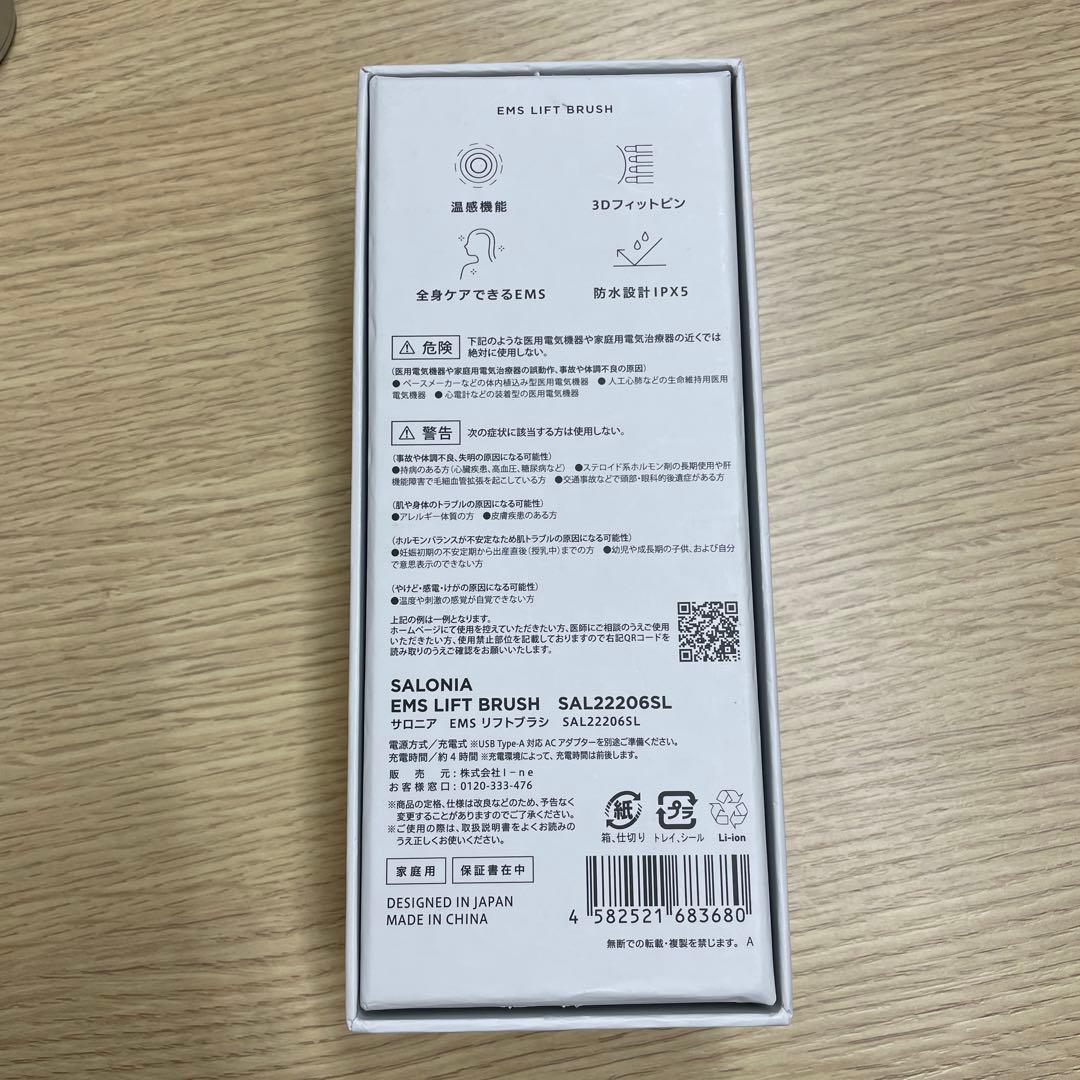 EMS LIFT BRUSH
温感機能
3Dフィットピン
全身ケアできるEMS
防水設計IPX5
危険
下記のような医用電気機器や家庭用電気治療器の近くでは
絶対に使用しない。
(医用電気機器や家庭用電気治療器の誤動作、事故や体調不良の原因)
●ペースメーカーなどの体内植込み型医用電気機器 ●人工心肺などの生命維持用医用
電気機器 ●心電計などの装着型の医用電気機器
警告
次の症状に該当する方は使用しない。
(事故や体調不良、失明の原因になる可能性)
●持病のある方(心臓疾患、高血圧、糖尿病など) ●ステロイド系ホルモン剤の長期使用や肝
機能障害で毛細血管拡張を起こしている方 ●交通事故などで頭部・眼科的後遺症がある方
(肌や身体のトラブルの原因になる可能性)
●アレルギー体質の方 ●皮膚疾患のある方
(ホルモンバランスが不安定なため肌トラブルの原因になる可能性)
●妊娠初期の不安定期から出産直後(授乳中)までの方 ●幼児や成長期の子供、および自分
で意思表示のできない方
(やけど・感電・けがの原因になる可能性)
●温度や刺激の感覚が自覚できない方
上記の例は一例となります。
ホームページにて使用を控えていただきたい方、医師にご相談のうえご使用
いただきたい方、使用禁止部位を記載しておりますので右記QRコードを
読み取りのうえご確認をお願いいたします。
SALONIA
EMS LIFT BRUSH SAL22206SL
サロニア EMS リフトブラシ SAL22206SL
電源方式/充電式 ※USB Type-A対応ACアダプターを別途ご準備ください。
充電時間/約4時間 ※充電環境によって、充電時間は前後します。
販売元:株式会社I-ne
お客様窓口:0120-333-476
※商品の定格、仕様は改良などのため、予告なく
変更することがありますのでご了承ください。
※ご使用の際は、取扱説明書をよくお読みの
うえ正しくお使いください。
紙
箱、仕切り
プラ
トレイ、シール
Li-ion
家庭用
保証書在中
DESIGNED IN JAPAN
MADE IN CHINA
4 582521 683680
無断での転載・複製を禁じます。 A